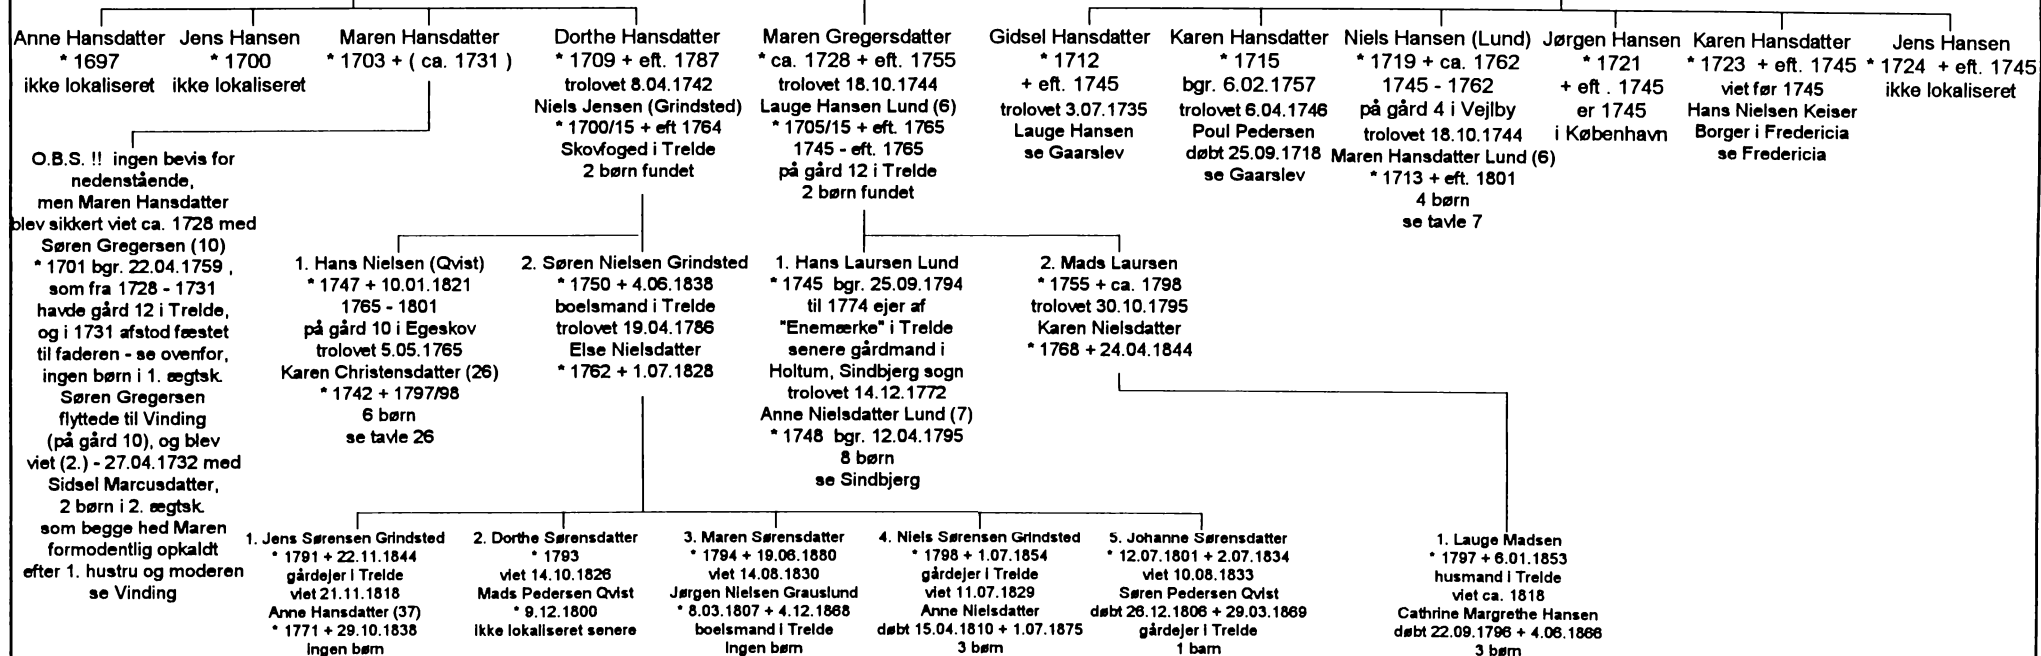 Anne Hansdatter
* 1697
ikke lokaliseret
Jens Hansen
* 1700
ikke lokaliseret
Maren Hansdatter
* 1703 + ( ca. 1731 )
Dorthe Hansdatter
* 1709 + eft. 1787
trolovet 8.04.1742
Niels Jensen (Grindsted)
* 1700/15 + eft 1764
Skovfoged i Trelde
2 børn fundet
Maren Gregersdatter
* ca. 1728 + eft. 1755
trolovet 18.10.1744
Lauge Hansen Lund (6)
* 1705/15 + eft. 1765
1745 - eft. 1765
på gård 12 i Trelde
2 børn fundet
Gidsel Hansdatter
* 1712
+ eft. 1745
trolovet 3.07.1735
Lauge Hansen
se Gaarslev
Karen Hansdatter
* 1715
bgr. 6.02.1757
trolovet 6.04.1746
Poul Pedersen
døbt 25.09.1718
se Gaarslev
Niels Hansen (Lund)
* 1719 + ca. 1762
1745 - 1762
på gård 4 i Vejlby
trolovet 18.10.1744
Maren Hansdatter Lund (6)
* 1713 + eft. 1801
4 børn
se tavle 7
Jørgen Hansen
* 1721
+ eft . 1745
er 1745
i København
Karen Hansdatter
* 1723 + eft. 1745
viet før 1745
Hans Nielsen Keiser
Borger i Fredericia
se Fredericia
Jens Hansen
* 1724 + eft. 1745
ikke lokaliseret
O.B.S. !! ingen bevis for
nedenstående,
men Maren Hansdatter
blev sikkert viet ca. 1728 med
Søren Gregersen (10)
* 1701 bgr. 22.04.1759 ,
som fra 1728 - 1731
havde gård 12 i Trelde,
og i 1731 afstod fæstet
til faderen - se ovenfor,
ingen børn i 1. ægtsk.
Søren Gregersen
flyttede til Vinding
(på gård 10), og blev
viet (2.) - 27.04.1732 med
Sidsel Marcusdatter,
2 børn i 2. ægtsk.
som begge hed Maren
formodentlig opkaldt
efter 1. hustru og moderen
se Vinding
1. Hans Nielsen (Qvist)
* 1747 + 10.01.1821
1765 - 1801
på gård 10 i Egeskov
trolovet 5.05.1765
Karen Christensdatter (26)
* 1742 + 1797/98
6 børn
se tavle 26
2. Søren Nielsen Grindsted
* 1750 + 4.06.1838
boelsmand i Trelde
trolovet 19.04.1786
Else Nielsdatter
* 1762 + 1.07.1828
1. Hans Laursen Lund
* 1745 bgr. 25.09.1794
til 1774 ejer af
"Enemærke" i Trelde
senere gårdmand i
Holtum, Sindbjerg sogn
trolovet 14.12.1772
Anne Nielsdatter Lund (7)
* 1748 bgr. 12.04.1795
8 børn
se Sindbjerg
2. Mads Laursen
* 1755 + ca. 1798
trolovet 30.10.1795
Karen Nielsdatter
* 1768 + 24.04.1844
1. Jens Sørensen Grindsted
* 1791 + 22.11.1844
gårdejer i Trelde
viet 21.11.1818
Anne Hansdatter (37)
* 1771 + 29.10.1838
ingen børn
2. Dorthe Sørensdatter
* 1793
viet 14.10.1826
Mads Pedersen Qvist
* 9.12.1800
ikke lokaliseret senere
3. Maren Sørensdatter
* 1794 + 19.06.1880
viet 14.08.1830
Jørgen Nielsen Grauslund
* 8.03.1807 + 4.12.1868
boelsmand i Trelde
ingen børn
4. Niels Sørensen Grindsted
* 1798 + 1.07.1854
gårdejer i Trelde
viet 11.07.1829
Anne Nielsdatter
døbt 15.04.1810 + 1.07.1875
3 børn
5. Johanne Sørensdatter
* 12.07.1801 + 2.07.1834
viet 10.08.1833
Søren Pedersen Qvist
døbt 26.12.1806 + 29.03.1869
gårdejer i Trelde
1 barn
1. Lauge Madsen
* 1797 + 6.01.1853
husmand i Trelde
viet ca. 1818
Cathrine Margrethe Hansen
døbt 22.09.1796 + 4.06.1866
3 børn